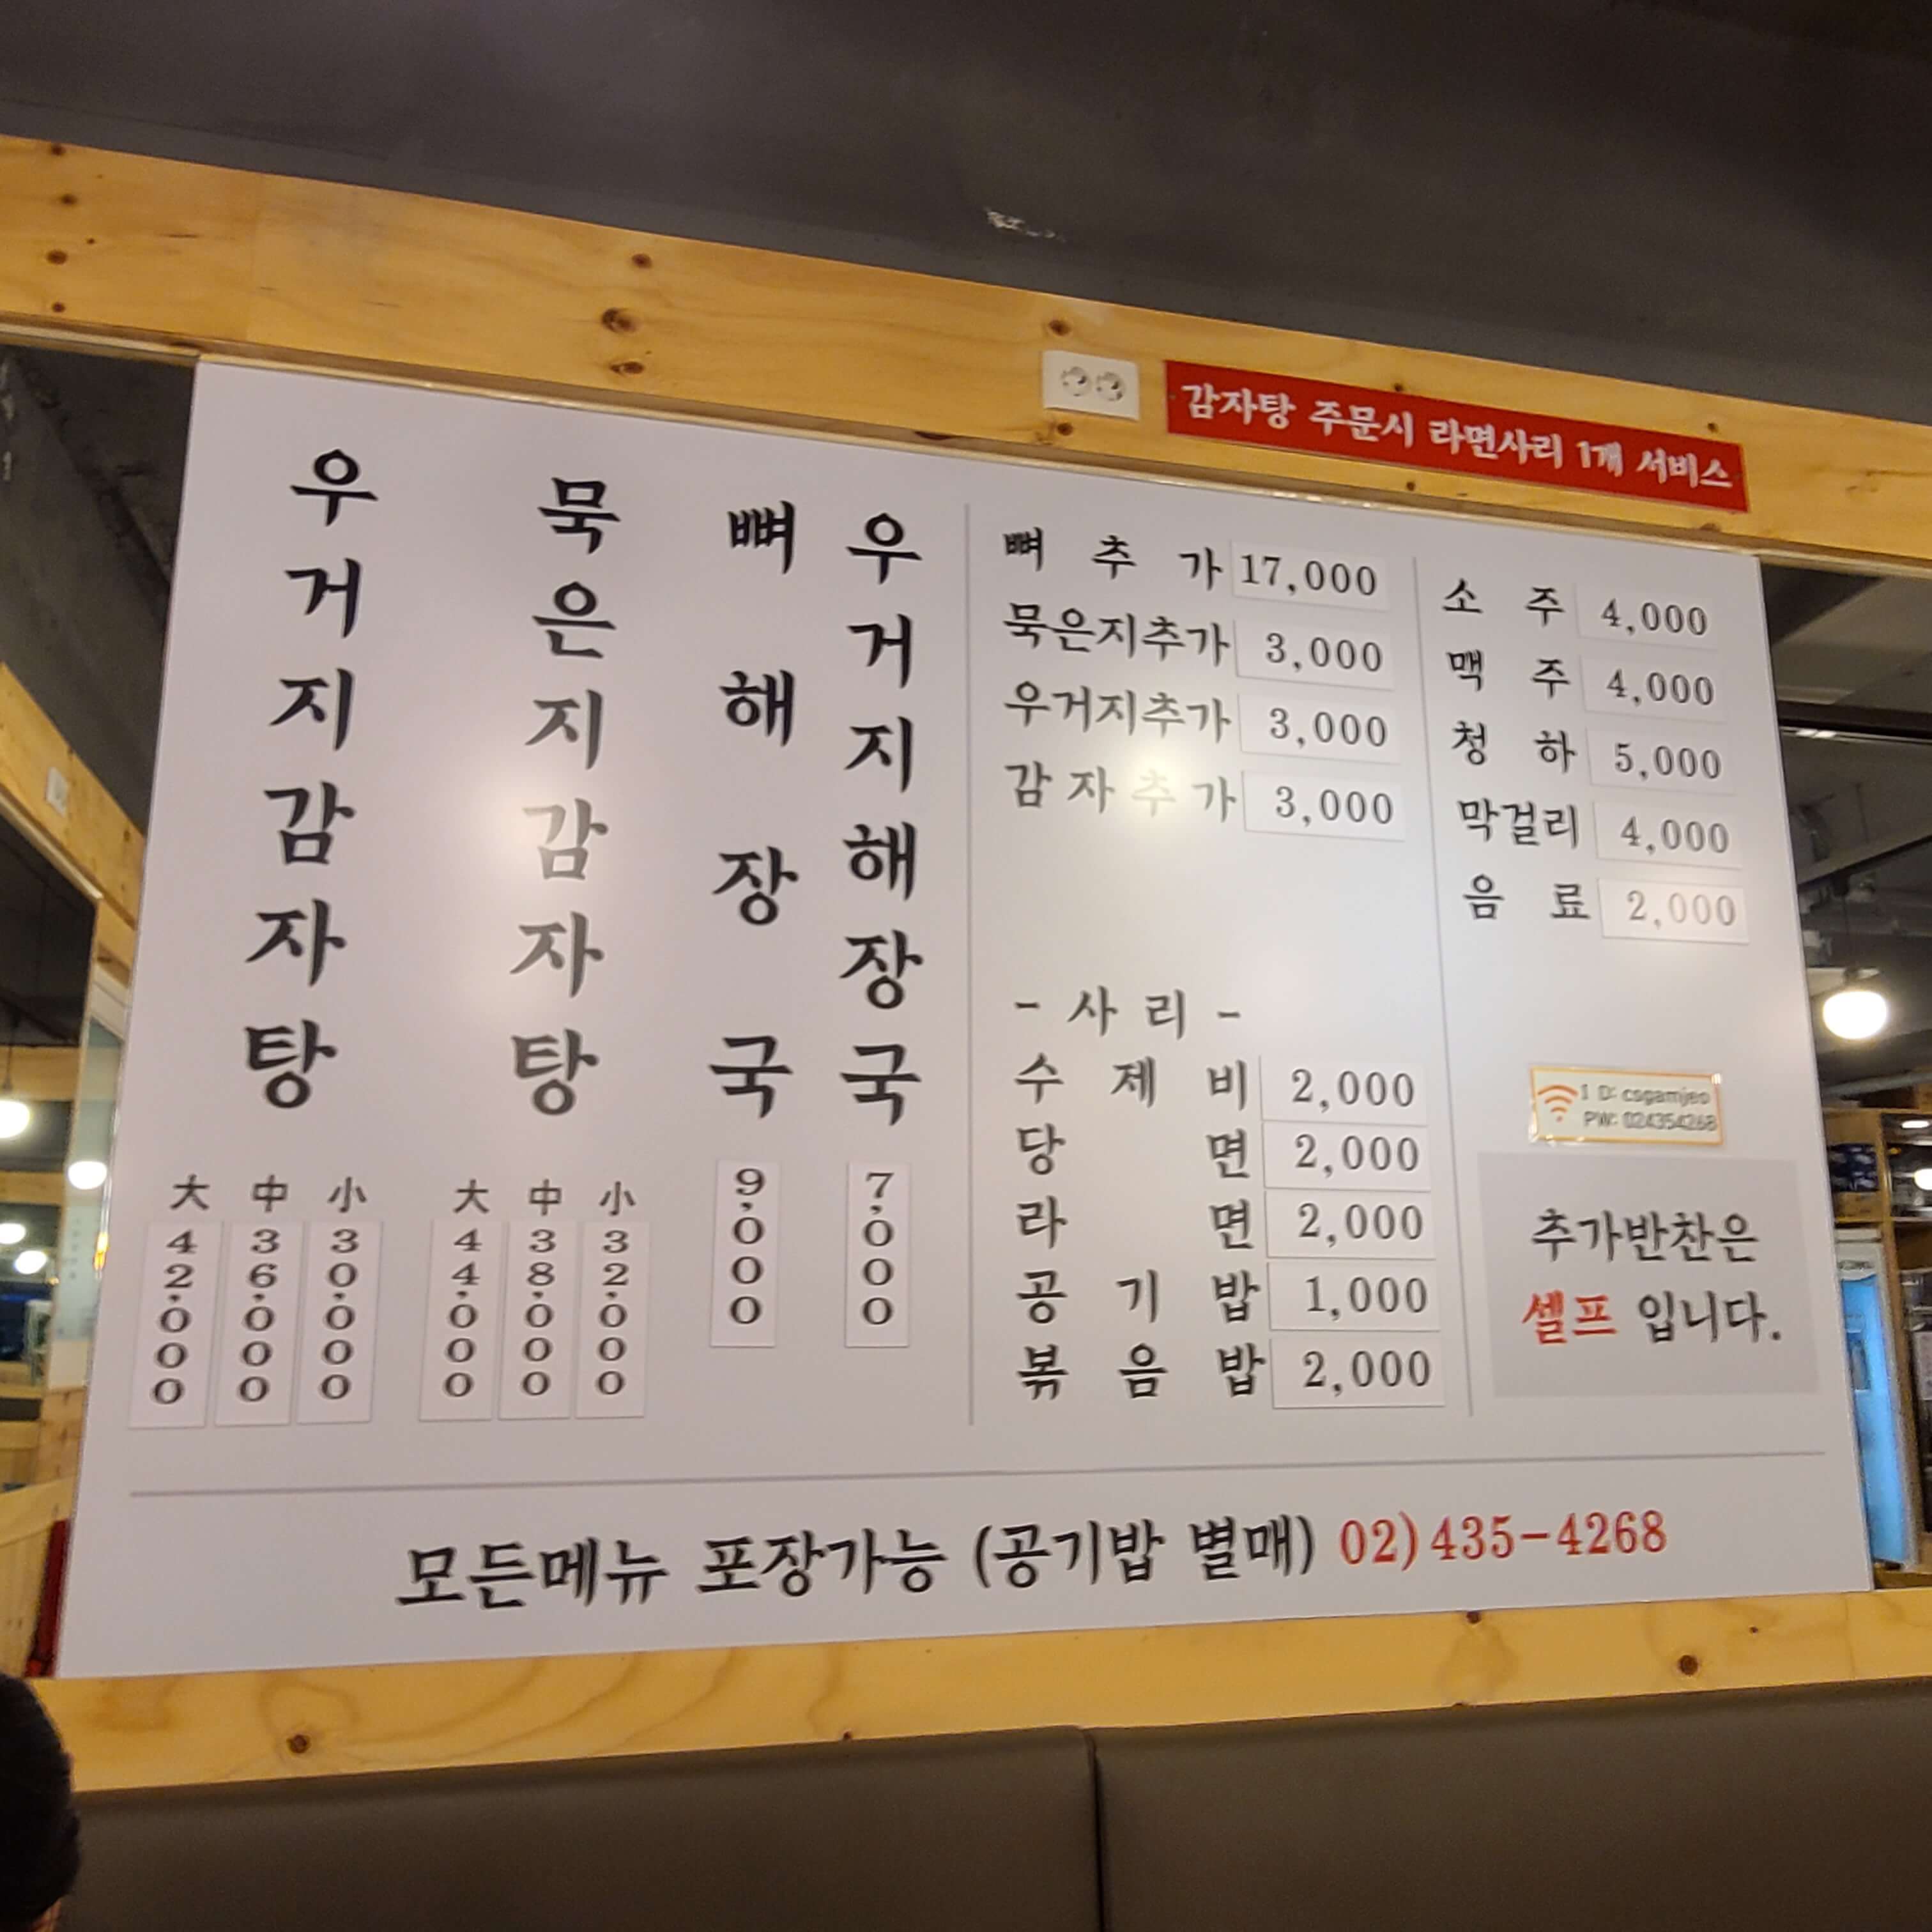 감자탕 주문시 라면사리 1개 서비스
우거지감자탕
大 42,000
中 36,000
小 30,000
묵은지감자탕
大 44,000
中 38,000
小 32,000
뼈해장국
9,000
우거지해장국
7,000
뼈추가 17,000
묵은지추가 3,000
우거지추가 3,000
감자추가 3,000
- 사리 -
수제비 2,000
당면 2,000
라면 2,000
공기밥 1,000
볶음밥 2,000
소주 4,000
맥주 4,000
청하 5,000
막걸리 4,000
음료 2,000
I D: csgamjeo
PW: 024354268
추가반찬은
셀프 입니다.
모든메뉴 포장가능 (공기밥 별매) 02)435-4268